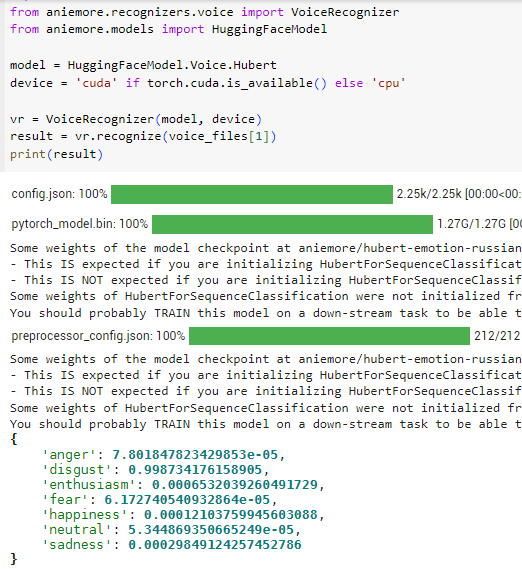 from aniemore.recognizers.voice import VoiceRecognizer
from aniemore.models import HuggingFaceModel
model = HuggingFaceModel.Voice.Hubert
device = 'cuda' if torch.cuda.is_available() else 'cpu'
vr = VoiceRecognizer(model, device)
result = vr.recognize(voice_files[1])
print(result)
config.json: 100% 2.25k/2.25k [00:00<00:
pytorch_model.bin: 100% 1.27G/1.27G [00
Some weights of the model checkpoint at aniemore/hubert-emotion-russian
- This IS expected if you are initializing HubertForSequenceClassificat
- This IS NOT expected if you are initializing HubertForSequenceClassif
Some weights of HubertForSequenceClassification were not initialized fr
You should probably TRAIN this model on a down-stream task to be able t
preprocessor_config.json: 100% 212/212
Some weights of the model checkpoint at aniemore/hubert-emotion-russian
- This IS expected if you are initializing HubertForSequenceClassificat
- This IS NOT expected if you are initializing HubertForSequenceClassif
Some weights of HubertForSequenceClassification were not initialized fr
You should probably TRAIN this model on a down-stream task to be able t
{
'anger': 7.801847823429853e-05,
'disgust': 0.998734176158905,
'enthusiasm': 0.0006532039260491729,
'fear': 6.172740540932864e-05,
'happiness': 0.00012103759945603088,
'neutral': 5.344869350665249e-05,
'sadness': 0.00029849124257452786
}